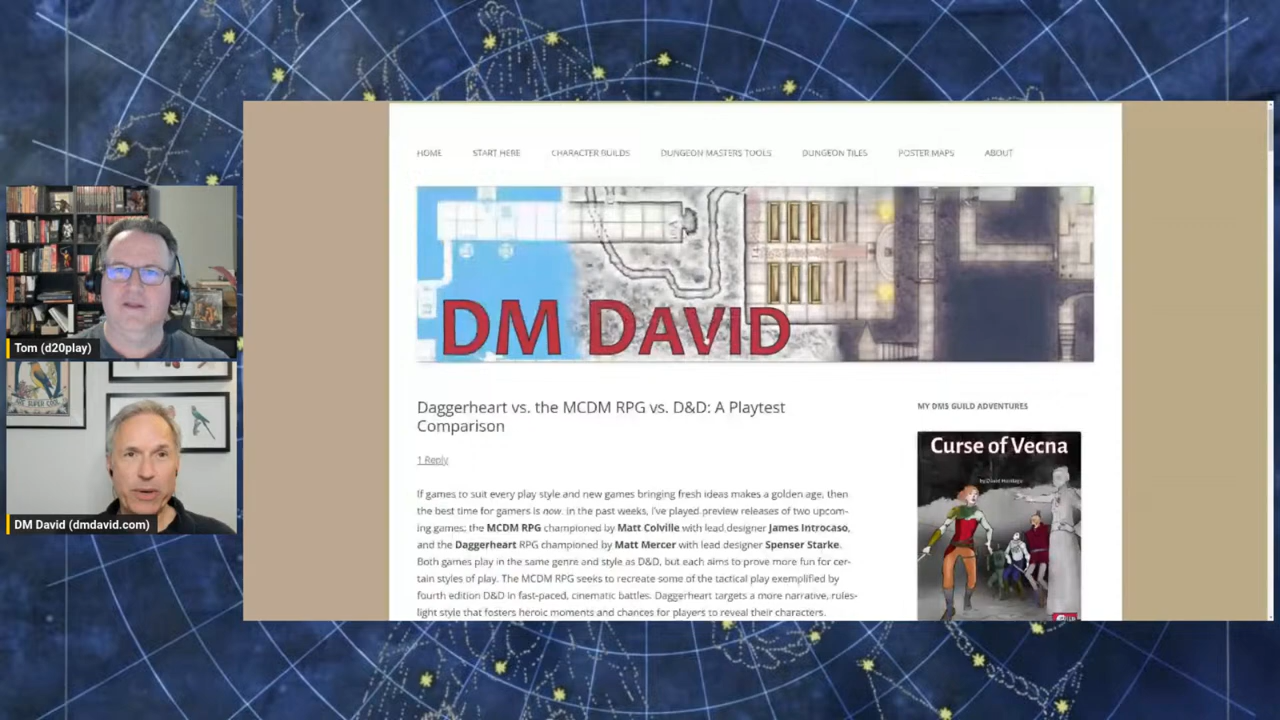 HOME START HERE CHARACTER BUILDS DUNGEON MASTERS TOOLS DUNGEON TILES POSTER MAPS ABOUT
DM DAVID
Daggerheart vs. the MCDM RPG vs. D&D: A Playtest
Comparison
1 Reply
If games to suit every play style and new games bringing fresh ideas makes a golden age, then
the best time for gamers is now. In the past weeks, I've played preview releases of two upcom-
ing games: the MCDM RPG championed by Matt Colville with lead designer James Introcaso,
and the Daggerheart RPG championed by Matt Mercer with lead designer Spenser Starke.
Both games play in the same genre and style as D&D, but each aims to prove more fun for cer-
tain styles of play. The MCDM RPG seeks to recreate some of the tactical play exemplified by
fourth edition D&D in fast-paced, cinematic battles. Daggerheart targets a more narrative, rules-
light style that fosters heroic moments and chances for players to reveal their characters.
MY DMS GUILD ADVENTURES
Curse of Vecna
by David Hartlage
Tom (d20play)
DM David (dmdavid.com)